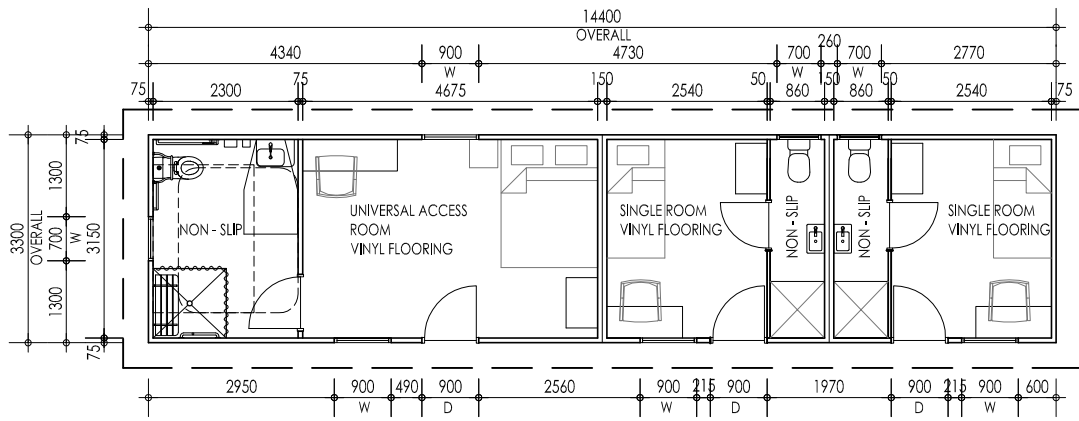 14400
OVERALL
4340
900
W
4730
700
W
260
700
W
2770
75
2300
75
4675
150
2540
50
860
150
860
50
2540
75
3300
OVERALL
1300
700
W
1300
75
3150
75
NON - SLIP
UNIVERSAL ACCESS
ROOM
VINYL FLOORING
SINGLE ROOM
VINYL FLOORING
NON - SLIP
NON - SLIP
SINGLE ROOM
VINYL FLOORING
2950
900
W
490
900
D
2560
900
W
215
900
D
1970
900
D
215
900
W
600